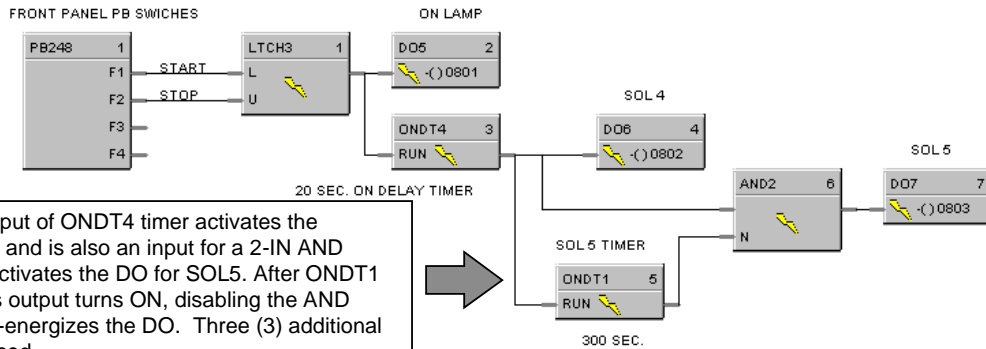 FRONT PANEL PB SWICHES
ON LAMP
PB248 1
F1
F2
F3
F4
START
STOP
LTCH3 1
L
U
DO5 2
-( ) 0801
ONDT4 3
RUN
20 SEC. ON DELAY TIMER
SOL 4
DO6 4
-( ) 0802
SOL 5 TIMER
ONDT1 5
RUN
300 SEC.
AND2 6
N
SOL 5
DO7 7
-( ) 0803
put of ONDT4 timer activates the
and is also an input for a 2-IN AND
ctivates the DO for SOL5. After ONDT1
s output turns ON, disabling the AND
-energizes the DO. Three (3) additional